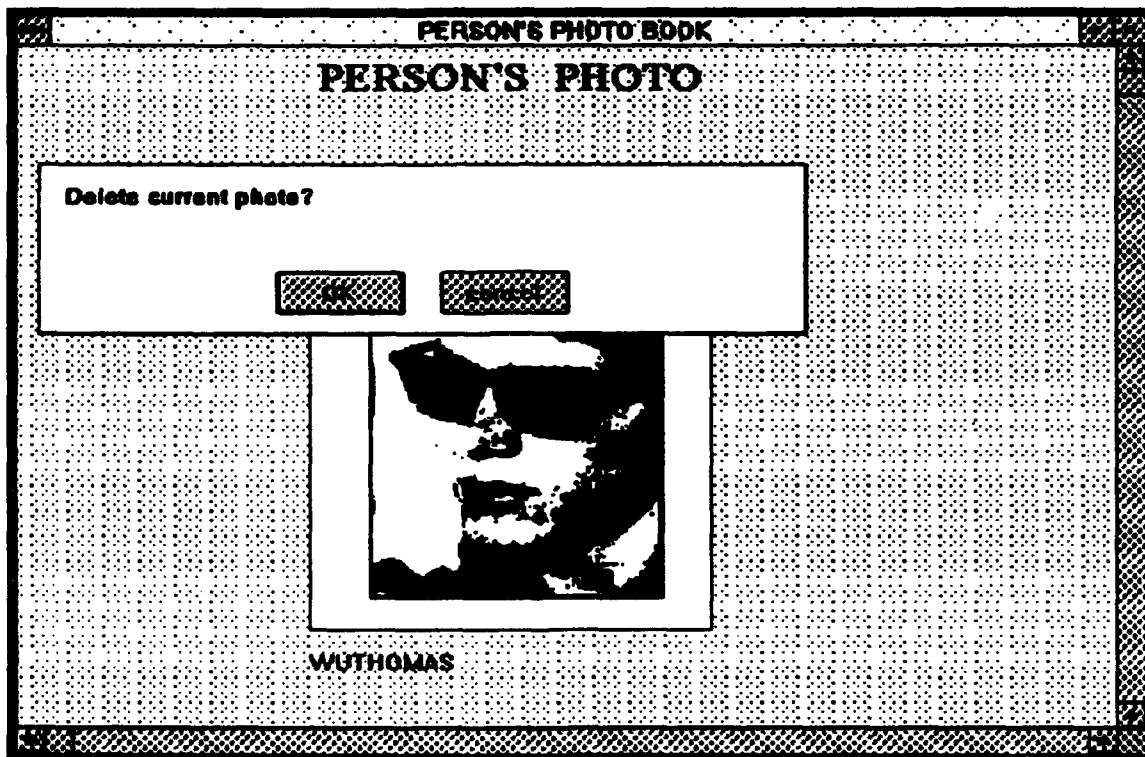 PERSON'S PHOTO BOOK
PERSON'S PHOTO
Delete current photo?
OK cancel
WUTHOMAS